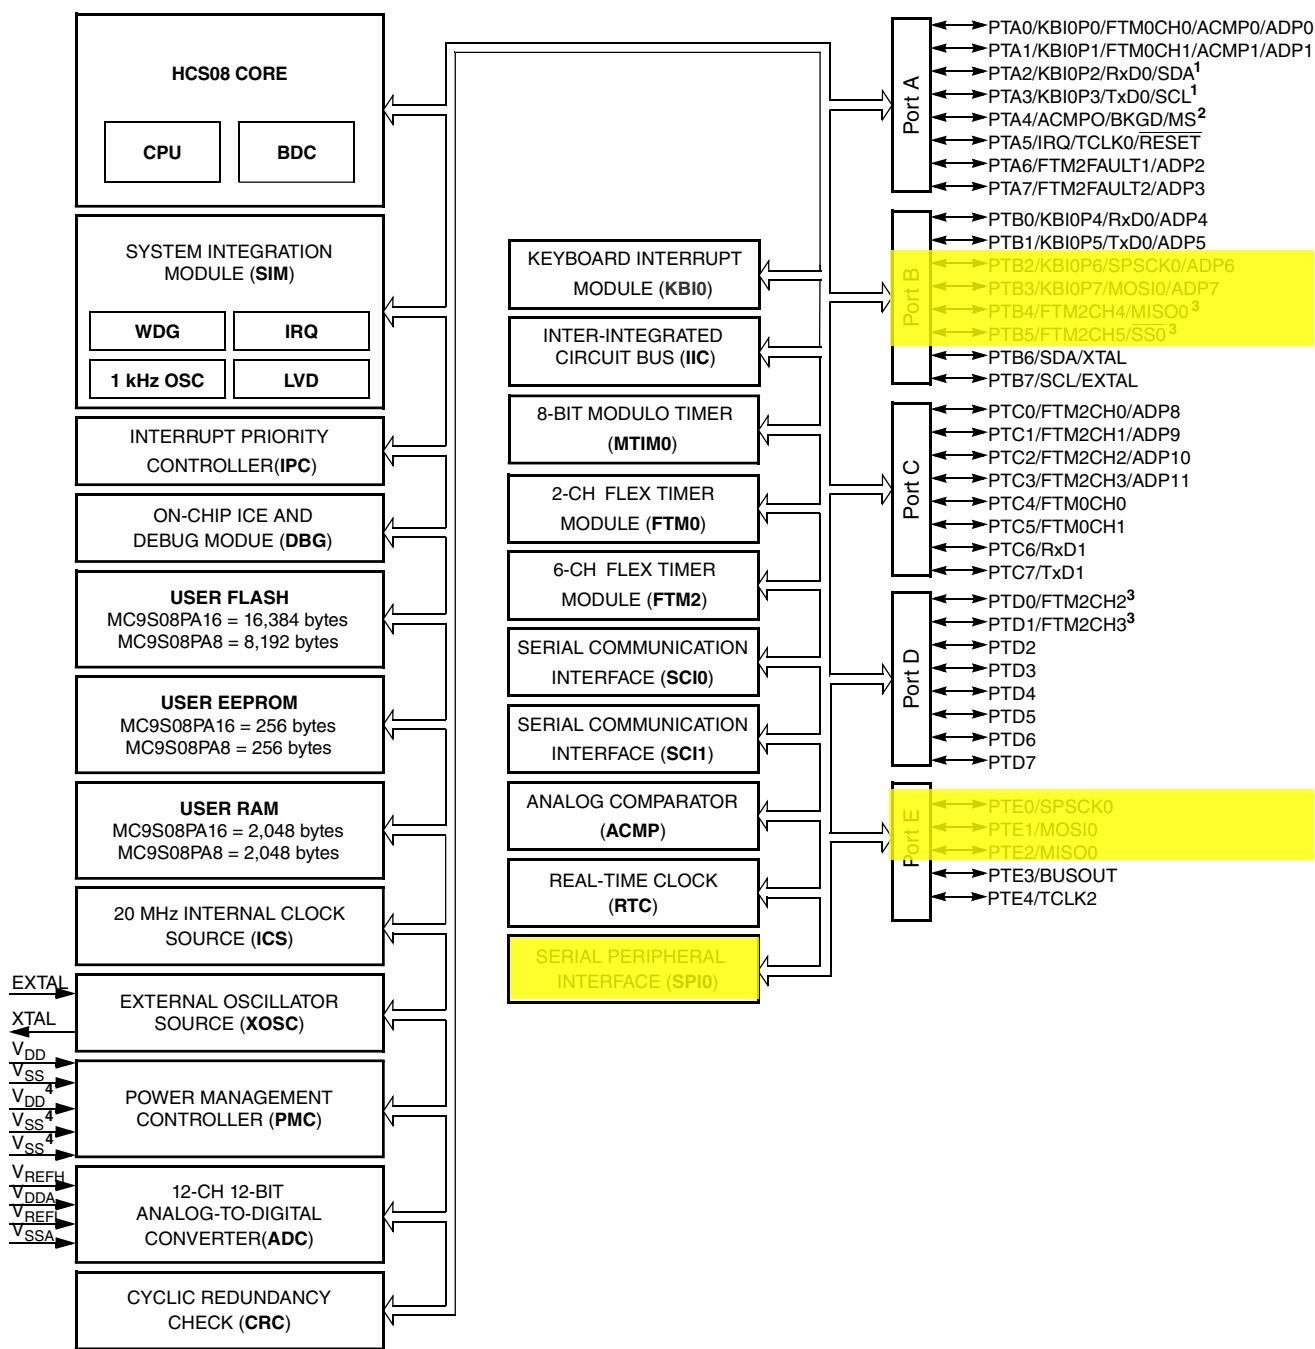 HCS08 CORE
CPU
BDC
SYSTEM INTEGRATION
MODULE (SIM)
WDG
IRQ
1 kHz OSC
LVD
INTERRUPT PRIORITY
CONTROLLER(IPC)
ON-CHIP ICE AND
DEBUG MODUE (DBG)
USER FLASH
MC9S08PA16 = 16,384 bytes
MC9S08PA8 = 8,192 bytes
USER EEPROM
MC9S08PA16 = 256 bytes
MC9S08PA8 = 256 bytes
USER RAM
MC9S08PA16 = 2,048 bytes
MC9S08PA8 = 2,048 bytes
20 MHz INTERNAL CLOCK
SOURCE (ICS)
EXTAL
XTAL
EXTERNAL OSCILLATOR
SOURCE (XOSC)
VDD
VSS
VDD4
VSS4
VSS4
POWER MANAGEMENT
CONTROLLER (PMC)
VREFH
VDDA
VREFL
VSSA
12-CH 12-BIT
ANALOG-TO-DIGITAL
CONVERTER(ADC)
CYCLIC REDUNDANCY
CHECK (CRC)
KEYBOARD INTERRUPT
MODULE (KBI0)
INTER-INTEGRATED
CIRCUIT BUS (IIC)
8-BIT MODULO TIMER
(MTIM0)
2-CH FLEX TIMER
MODULE (FTM0)
6-CH FLEX TIMER
MODULE (FTM2)
SERIAL COMMUNICATION
INTERFACE (SCI0)
SERIAL COMMUNICATION
INTERFACE (SCI1)
ANALOG COMPARATOR
(ACMP)
REAL-TIME CLOCK
(RTC)
SERIAL PERIPHERAL
INTERFACE (SPI0)
Port A
PTA0/KBI0P0/FTM0CH0/ACMP0/ADP0
PTA1/KBI0P1/FTM0CH1/ACMP1/ADP1
PTA2/KBI0P2/RxD0/SDA1
PTA3/KBI0P3/TxD0/SCL1
PTA4/ACMPO/BKGD/MS2
PTA5/IRQ/TCLK0/RESET
PTA6/FTM2FAULT1/ADP2
PTA7/FTM2FAULT2/ADP3
Port B
PTB0/KBI0P4/RxD0/ADP4
PTB1/KBI0P5/TxD0/ADP5
PTB2/KBI0P6/SPSCK0/ADP6
PTB3/KBI0P7/MOSI0/ADP7
PTB4/FTM2CH4/MISO0 3
PTB5/FTM2CH5/SS0 3
PTB6/SDA/XTAL
PTB7/SCL/EXTAL
Port C
PTC0/FTM2CH0/ADP8
PTC1/FTM2CH1/ADP9
PTC2/FTM2CH2/ADP10
PTC3/FTM2CH3/ADP11
PTC4/FTM0CH0
PTC5/FTM0CH1
PTC6/RxD1
PTC7/TxD1
Port D
PTD0/FTM2CH23
PTD1/FTM2CH33
PTD2
PTD3
PTD4
PTD5
PTD6
PTD7
Port E
PTE0/SPSCK0
PTE1/MOSI0
PTE2/MISO0
PTE3/BUSOUT
PTE4/TCLK2